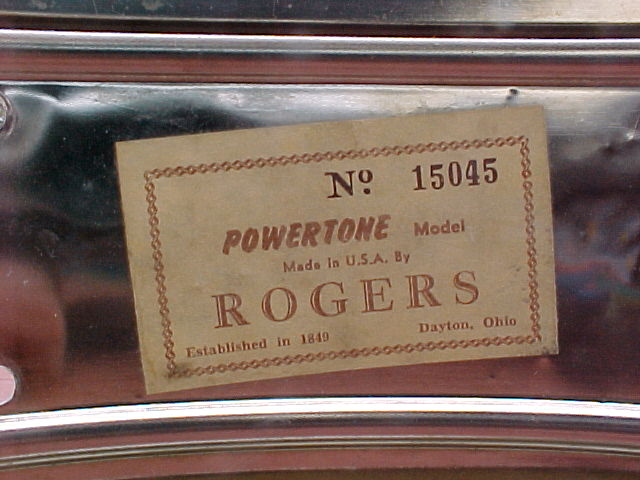 Nº 15045
POWERTONE Model
Made in U.S.A. By
ROGERS
Established in 1849 Dayton, Ohio